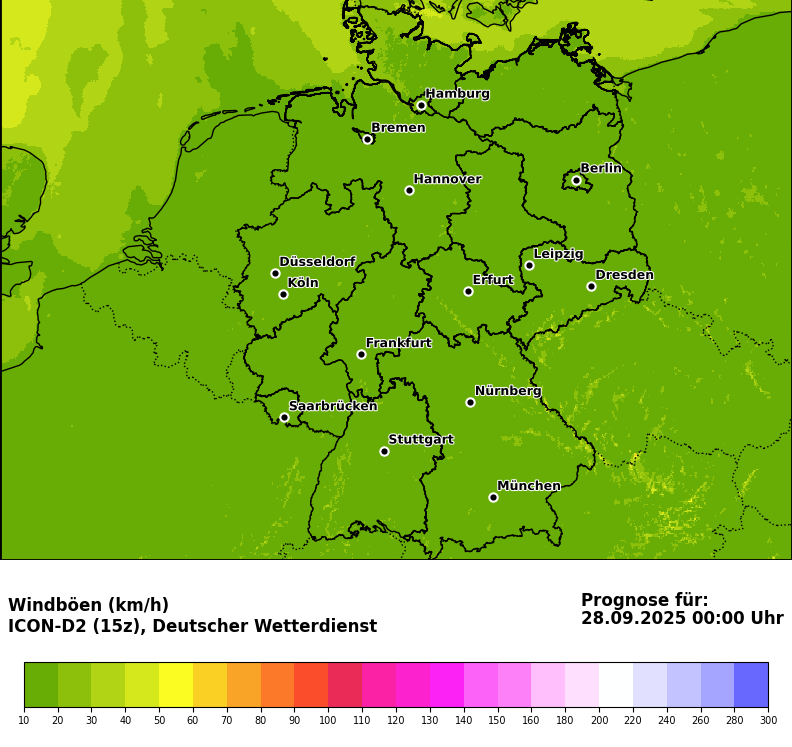 Hamburg
Bremen
Berlin
Hannover
Leipzig
Düsseldorf
Dresden
Erfurt
Köln
Frankfurt
Nürnberg
Saarbrücken
Stuttgart
München
Windböen (km/h)
ICON-D2 (15z), Deutscher Wetterdienst
Prognose für:
28.09.2025 00:00 Uhr
10 20 30 40 50 60 70 80 90 100 110 120 130 140 150 160 180 200 220 240 260 280 300